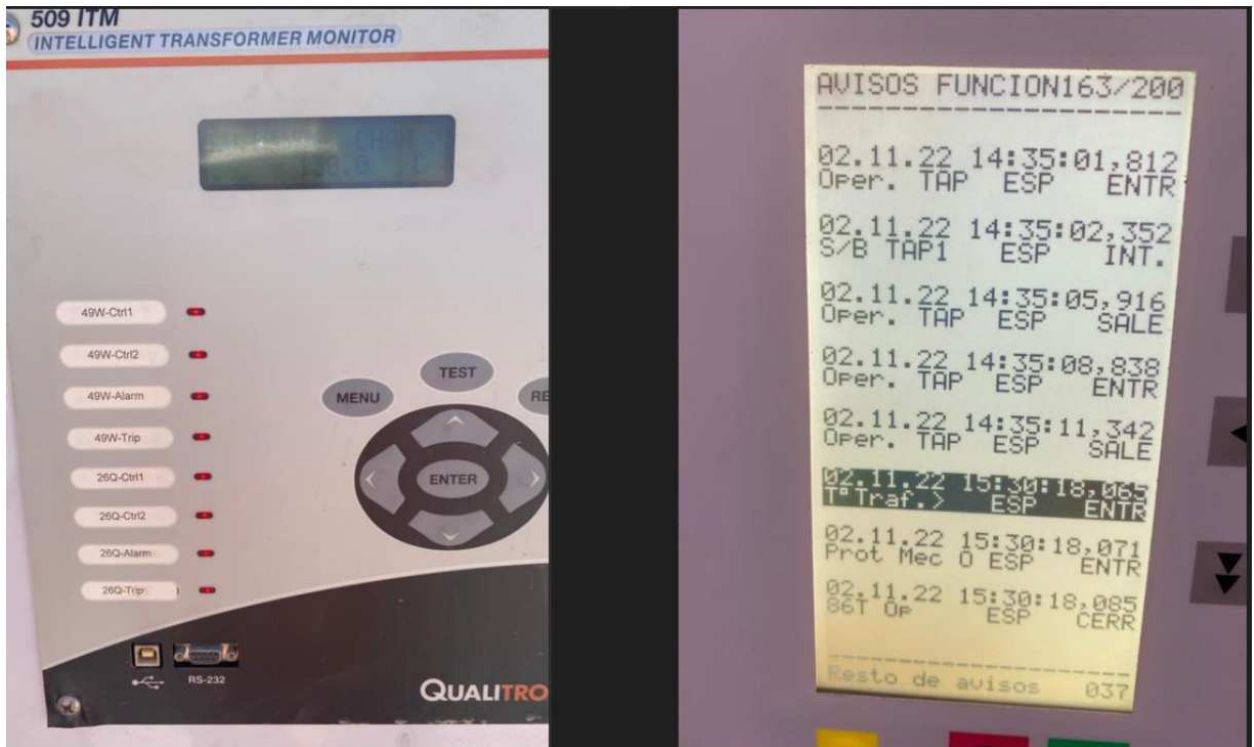 509 ITM
INTELLIGENT TRANSFORMER MONITOR
49W-Ctrl1
49W-Ctrl2
49W-Alarm
49W-Trip
26Q-Ctrl1
26Q-Ctrl2
26Q-Alarm
26Q-Trip
MENU
TEST
RE
ENTER
RS-232
QUALITRO
AVISOS FUNCION163/200
02.11.22 14:35:01,812
Oper. TAP ESP ENTR
02.11.22 14:35:02,352
S/B TAP1 ESP INT.
02.11.22 14:35:05,916
Oper. TAP ESP SALE
02.11.22 14:35:08,838
Oper. TAP ESP ENTR
02.11.22 14:35:11,342
Oper. TAP ESP SALE
02.11.22 15:30:18,065
TªTraf.> ESP ENTR
02.11.22 15:30:18,071
Prot Mec O ESP ENTR
02.11.22 15:30:18,085
86T Op ESP CERR
Resto de avisos 037